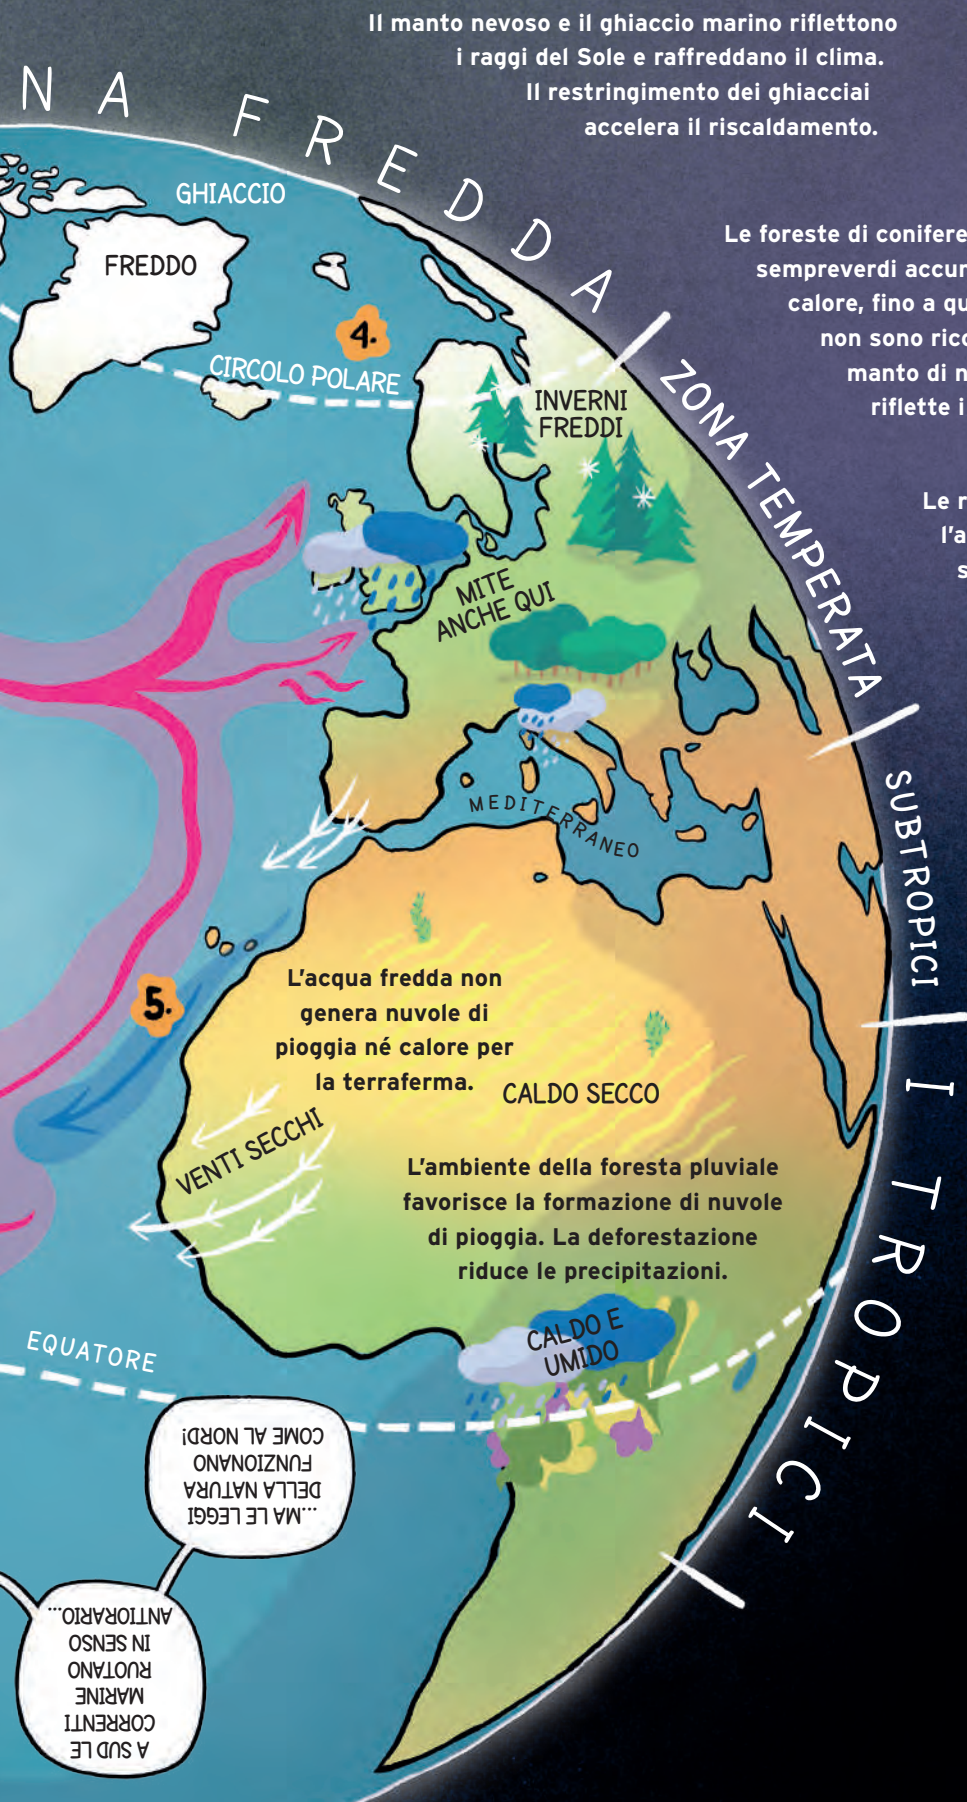 Il manto nevoso e il ghiaccio marino riflettono
i raggi del Sole e raffreddano il clima.
Il restringimento dei ghiacciai
accelera il riscaldamento.
NA FREDDA
GHIACCIO
FREDDO
Le foreste di conifere
sempreverdi
calore, fino a
non sono
manto di
riflette i
4.
CIRCOLO POLARE
INVERNI
FREDDI
ZONA TEMPERATA
Le
MITE
ANCHE QUI
MEDITERRANEO
SUBTROPICI
5.
L'acqua fredda non
genera nuvole di
pioggia né calore per
la terraferma.
CALDO SECCO
VENTI SECCHI
I TROPICI
L'ambiente della foresta pluviale
favorisce la formazione di nuvole
di pioggia. La deforestazione
riduce le precipitazioni.
CALDO E
UMIDO
EQUATORE
A SUD LE
CORRENTI
MARINE
RUOTANO
IN SENSO
ANTIORARIO...
...MA LE LEGGI
DELLA NATURA
FUNZIONANO
COME AL NORD!